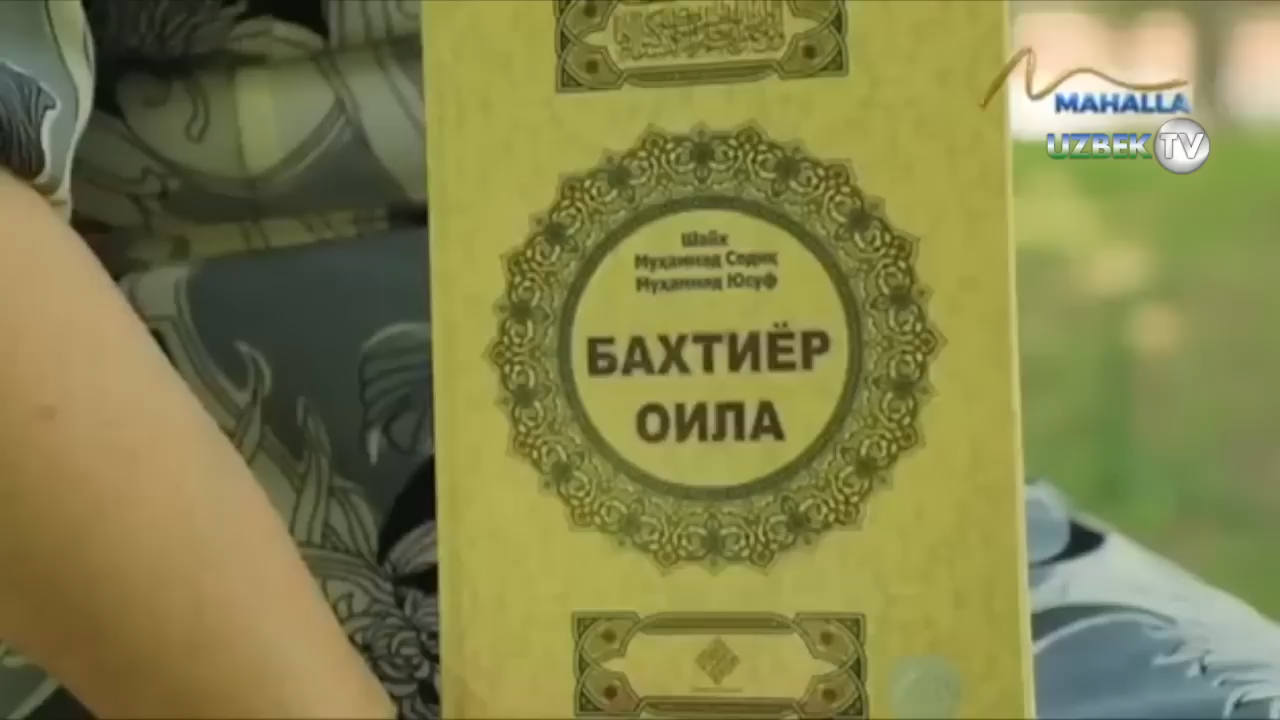 MAHALLA
UZBEK TV
Шайх
Муҳаммад Содиқ
Муҳаммад Юсуф
БАХТИЁР
ОИЛА